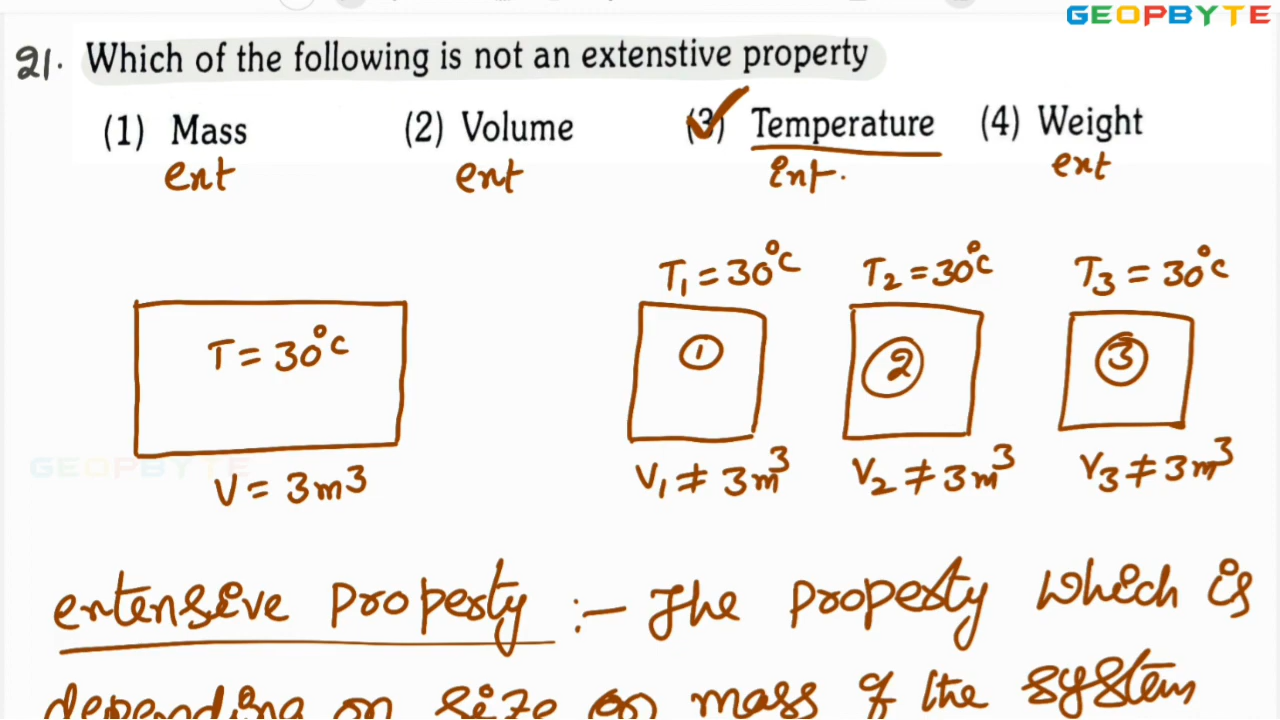 GEOPBYTE
21. Which of the following is not an extenstive property
(1) Mass (2) Volume (3) Temperature (4) Weight
ext ext int. ext
T1 = 30°C T2 = 30°C T3 = 30°C
T = 30°C 1 2 3
GEOPBYTE
V = 3m³ V1 ≠ 3m³ V2 ≠ 3m³ V3 ≠ 3m³
extensive property :- The property which is
depending on size or mass of the system